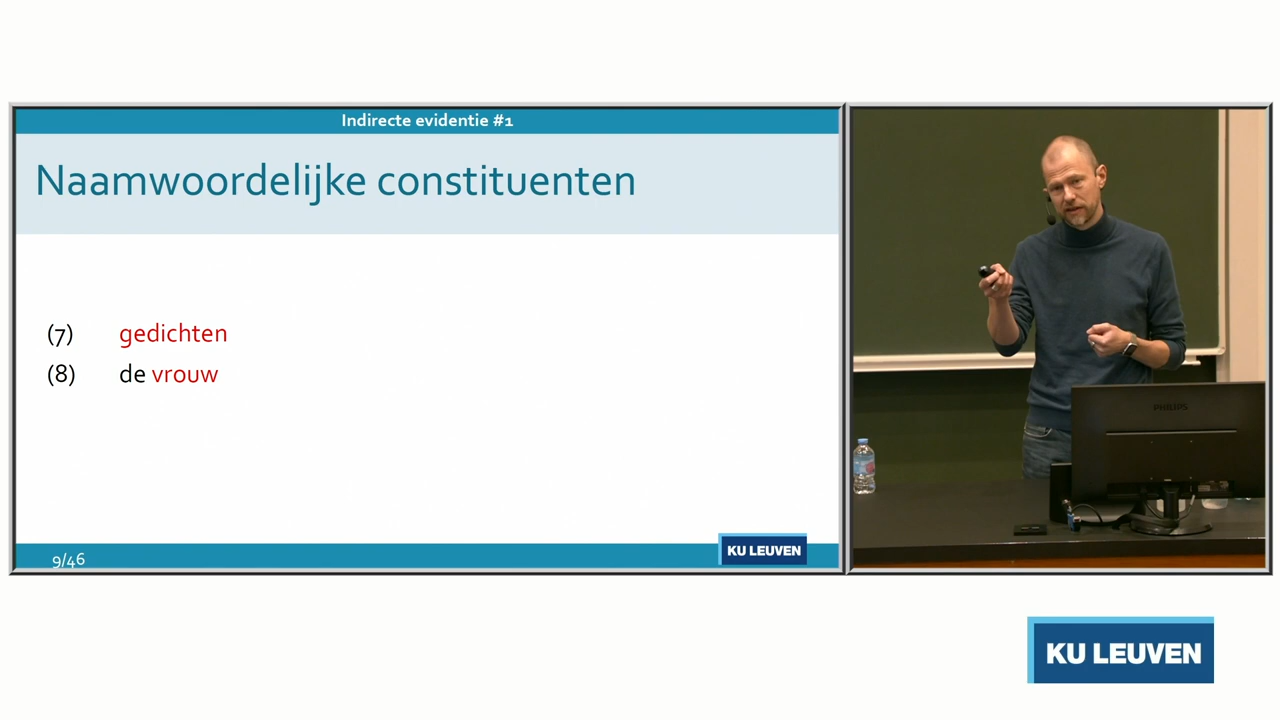 Indirecte evidentie #1
Naamwoordelijke constituenten
(7) gedichten
(8) de vrouw
9/46
KU LEUVEN
PHILIPS
KU LEUVEN